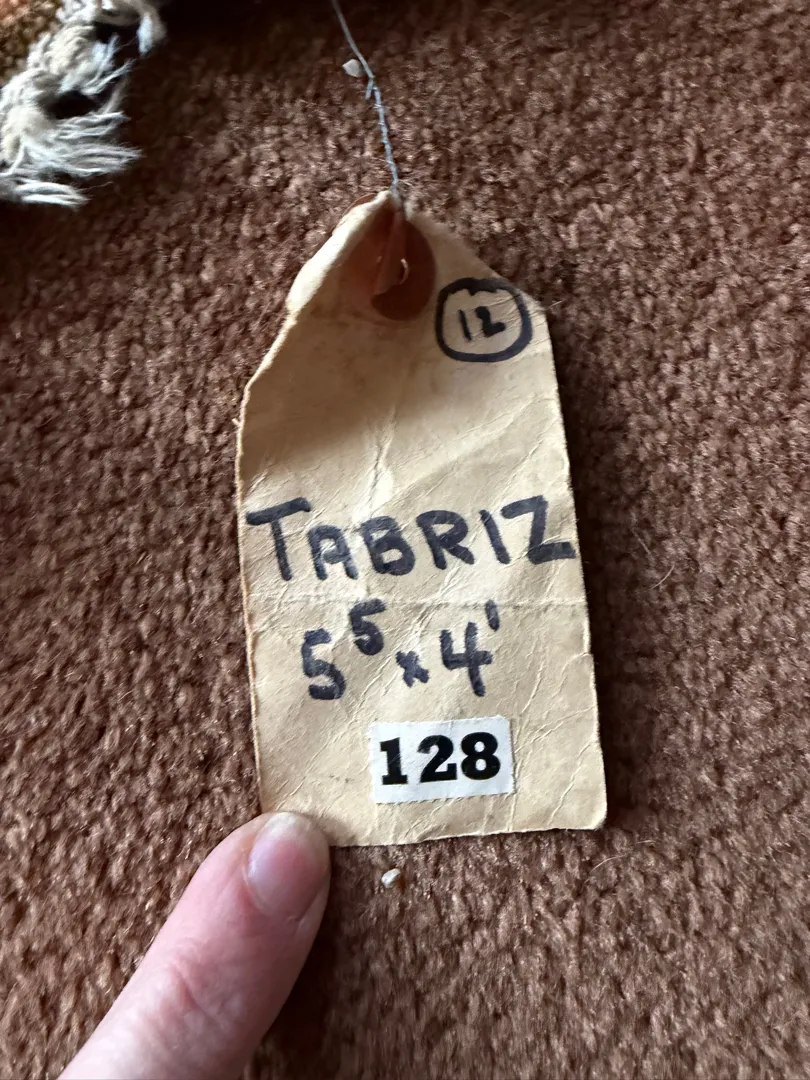 12
TABRIZ
5⁵ x 4'
128